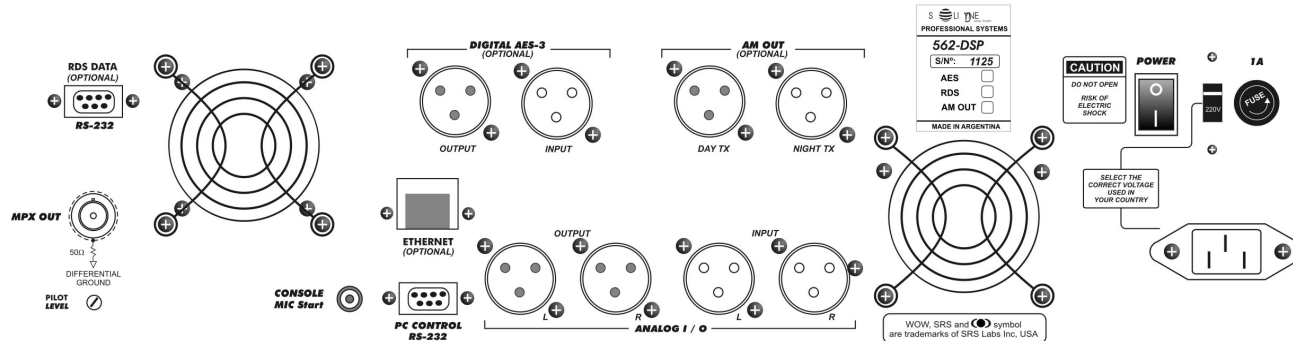 RDS DATA
(OPTIONAL)
RS-232
MPX OUT
50Ω
DIFFERENTIAL
GROUND
PILOT
LEVEL
CONSOLE
MIC Start
DIGITAL AES-3
(OPTIONAL)
OUTPUT
INPUT
ETHERNET
(OPTIONAL)
PC CONTROL
RS-232
AM OUT
(OPTIONAL)
DAY TX
NIGHT TX
OUTPUT
INPUT
L
R
L
R
ANALOG I / O
PROFESSIONAL SYSTEMS
562-DSP
S/Nº: 1125
AES
RDS
AM OUT
MADE IN ARGENTINA
WOW, SRS and symbol
are trademarks of SRS Labs Inc, USA
CAUTION
DO NOT OPEN
RISK OF
ELECTRIC
SHOCK
POWER
220V
1A
FUSE
SELECT THE
CORRECT VOLTAGE
USED IN
YOUR COUNTRY